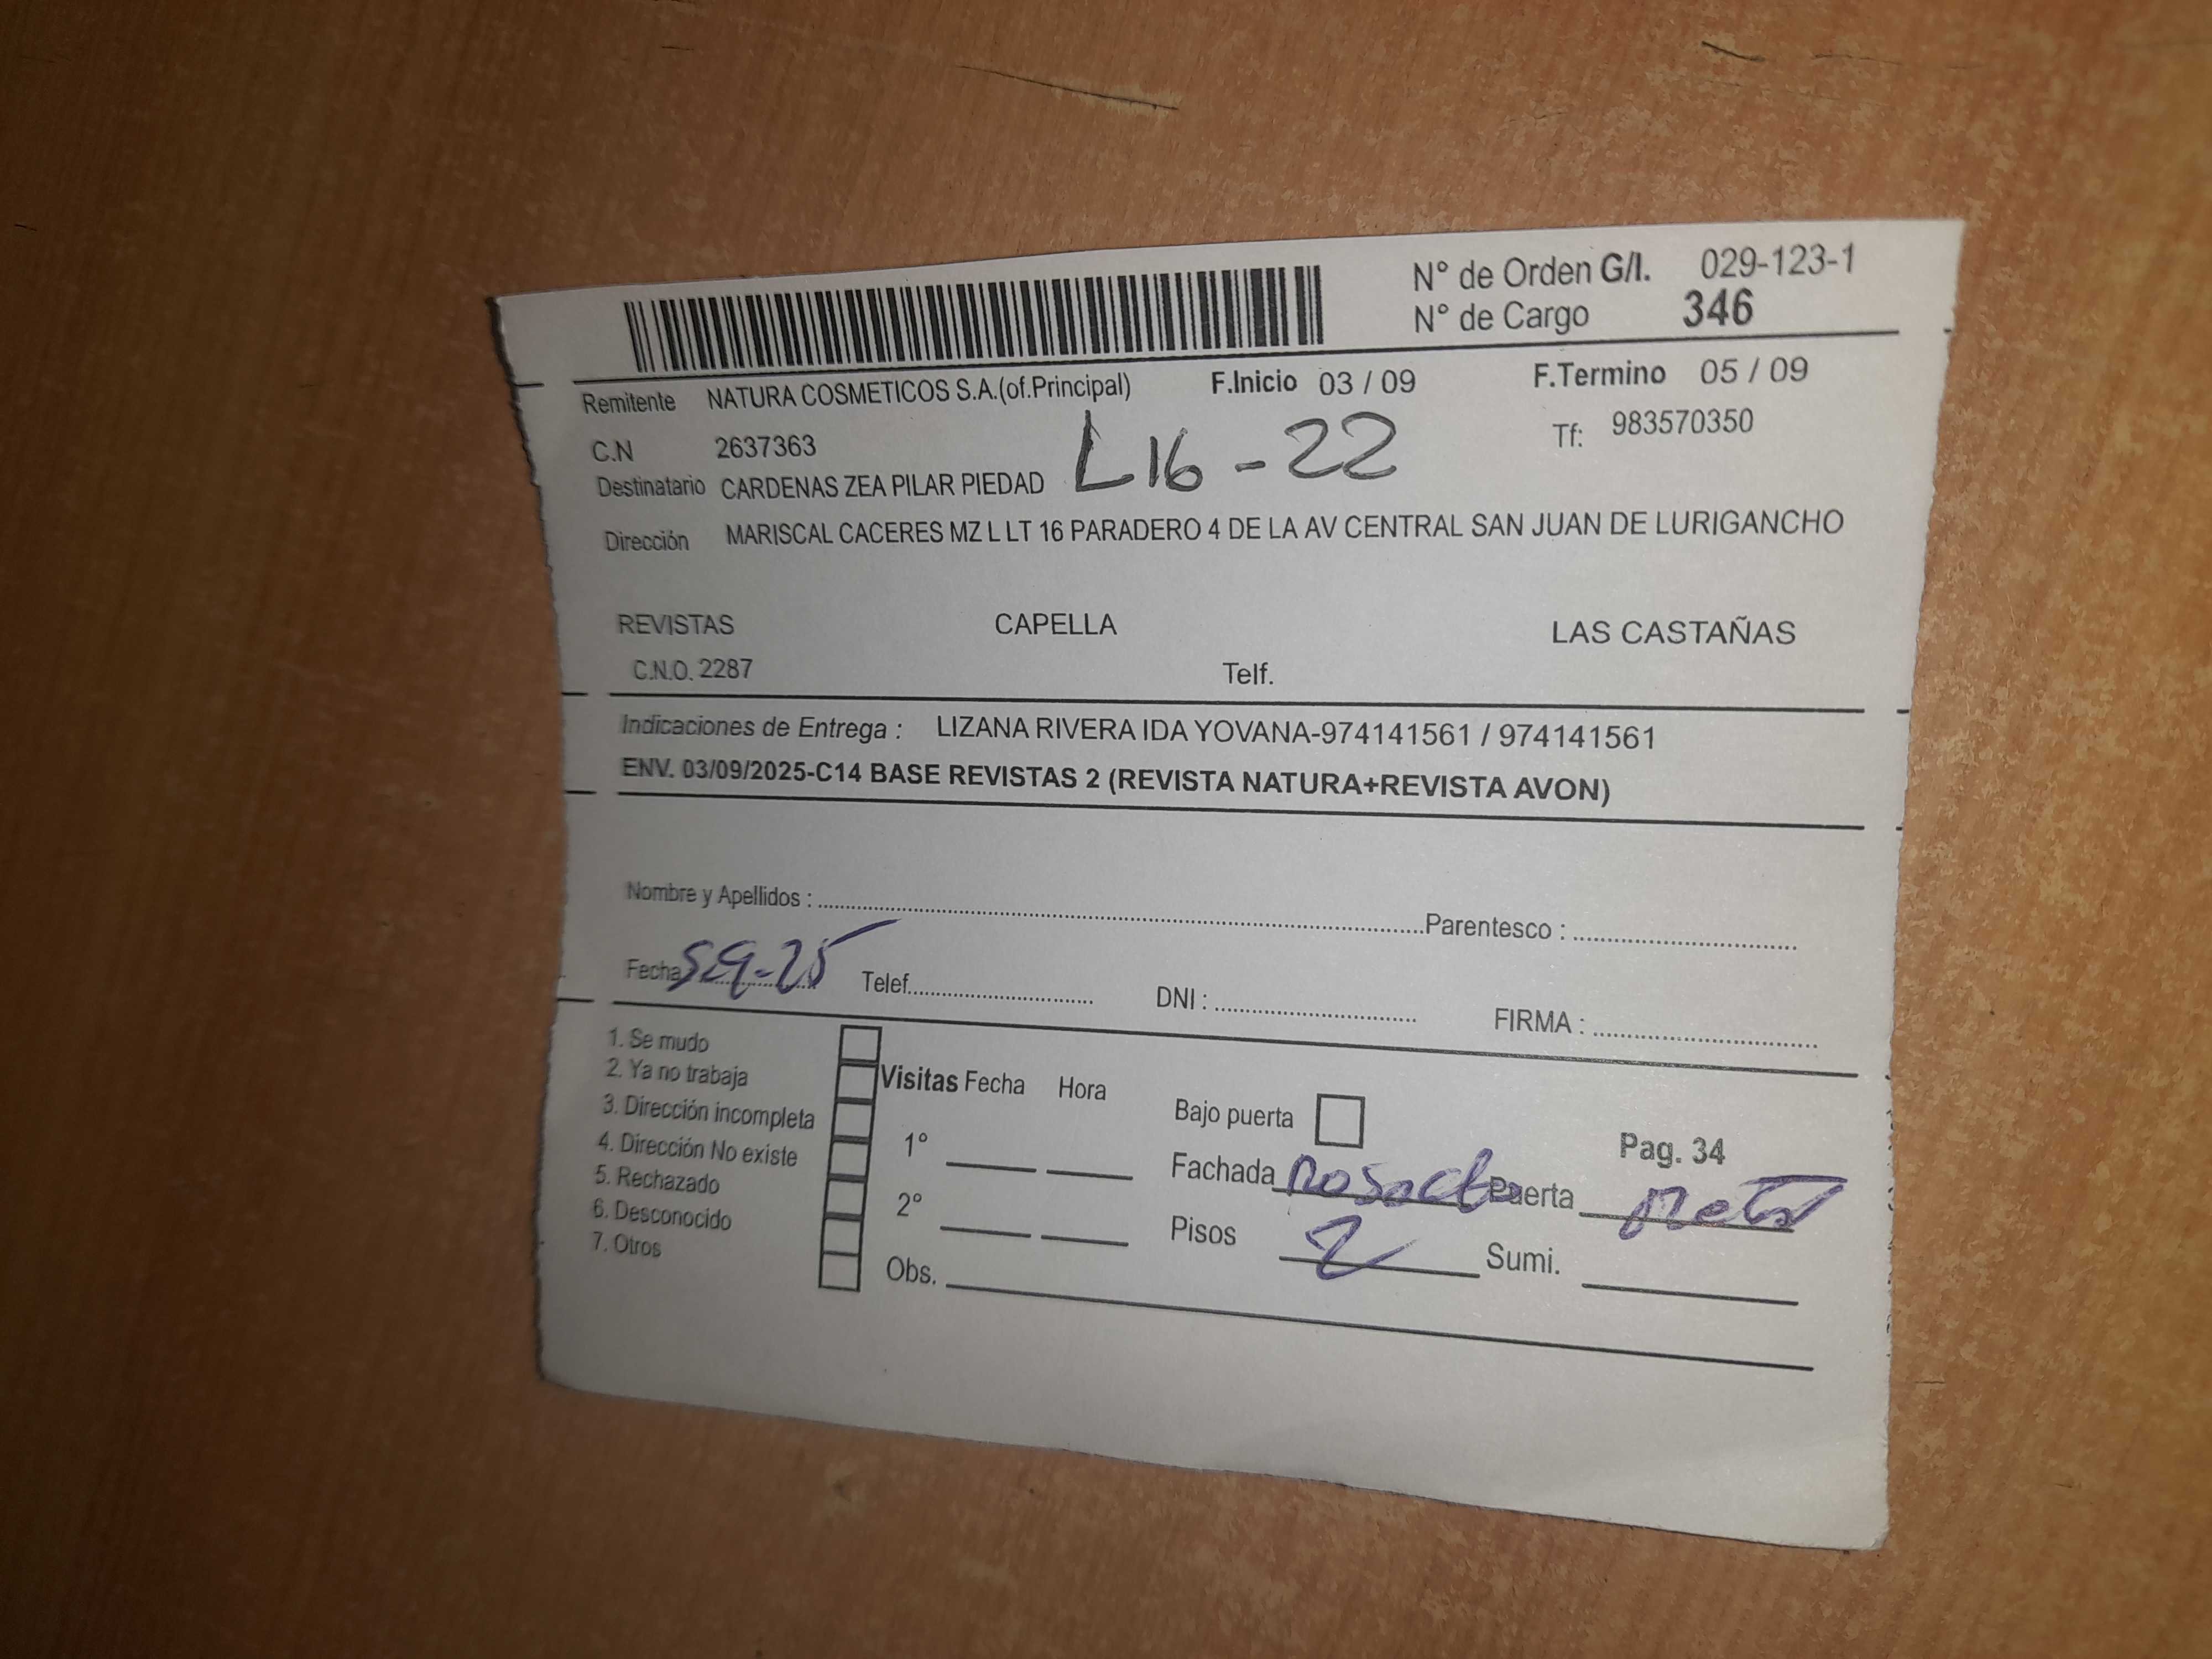 N° de Orden G/I. 029-123-1
N° de Cargo 346
Remitente NATURA COSMETICOS S.A.(of.Principal) F.Inicio 03 / 09 F.Termino 05 / 09
C.N 2637363 L16-22 Tf: 983570350
Destinatario CARDENAS ZEA PILAR PIEDAD
Dirección MARISCAL CACERES MZ L LT 16 PARADERO 4 DE LA AV CENTRAL SAN JUAN DE LURIGANCHO
REVISTAS CAPELLA LAS CASTAÑAS
C.N.O. 2287 Telf.
Indicaciones de Entrega : LIZANA RIVERA IDA YOVANA-974141561 / 974141561
ENV. 03/09/2025-C14 BASE REVISTAS 2 (REVISTA NATURA+REVISTA AVON)
Nombre y Apellidos : Parentesco :
Fecha 5-9-25 Telef. DNI : FIRMA :
1. Se mudo
2. Ya no trabaja Visitas Fecha Hora
3. Dirección incompleta Bajo puerta
4. Dirección No existe 1° Pag. 34
5. Rechazado Fachada rosado Puerta
6. Desconocido 2° Pisos 2 Sumi.
7. Otros Obs.